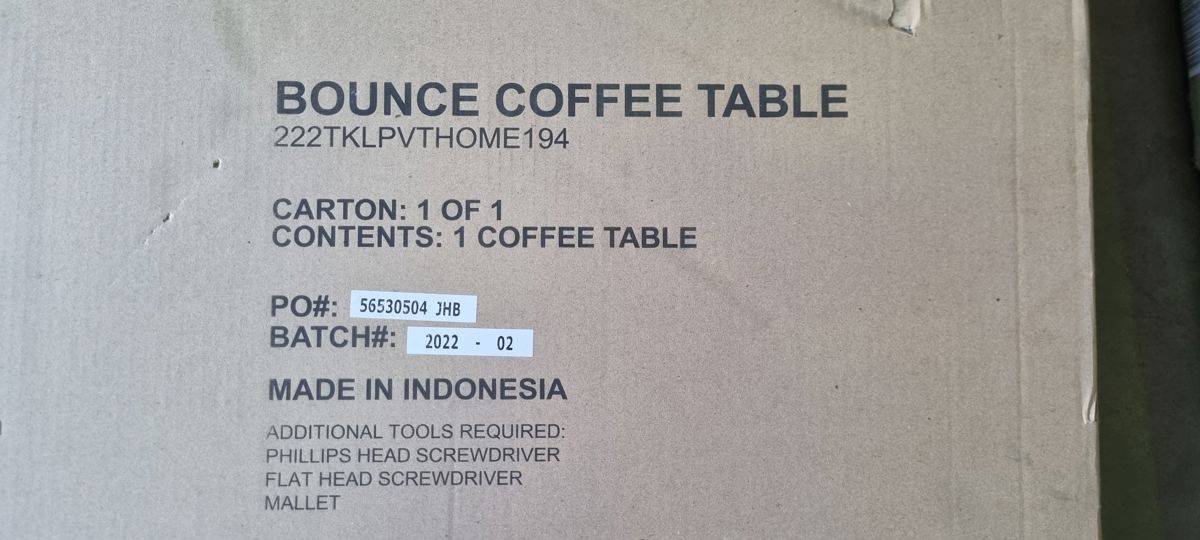 BOUNCE COFFEE TABLE
222TKLPVTHOME194
CARTON: 1 OF 1
CONTENTS: 1 COFFEE TABLE
PO#: 56530504 JHB
BATCH#: 2022 - 02
MADE IN INDONESIA
ADDITIONAL TOOLS REQUIRED:
PHILLIPS HEAD SCREWDRIVER
FLAT HEAD SCREWDRIVER
MALLET